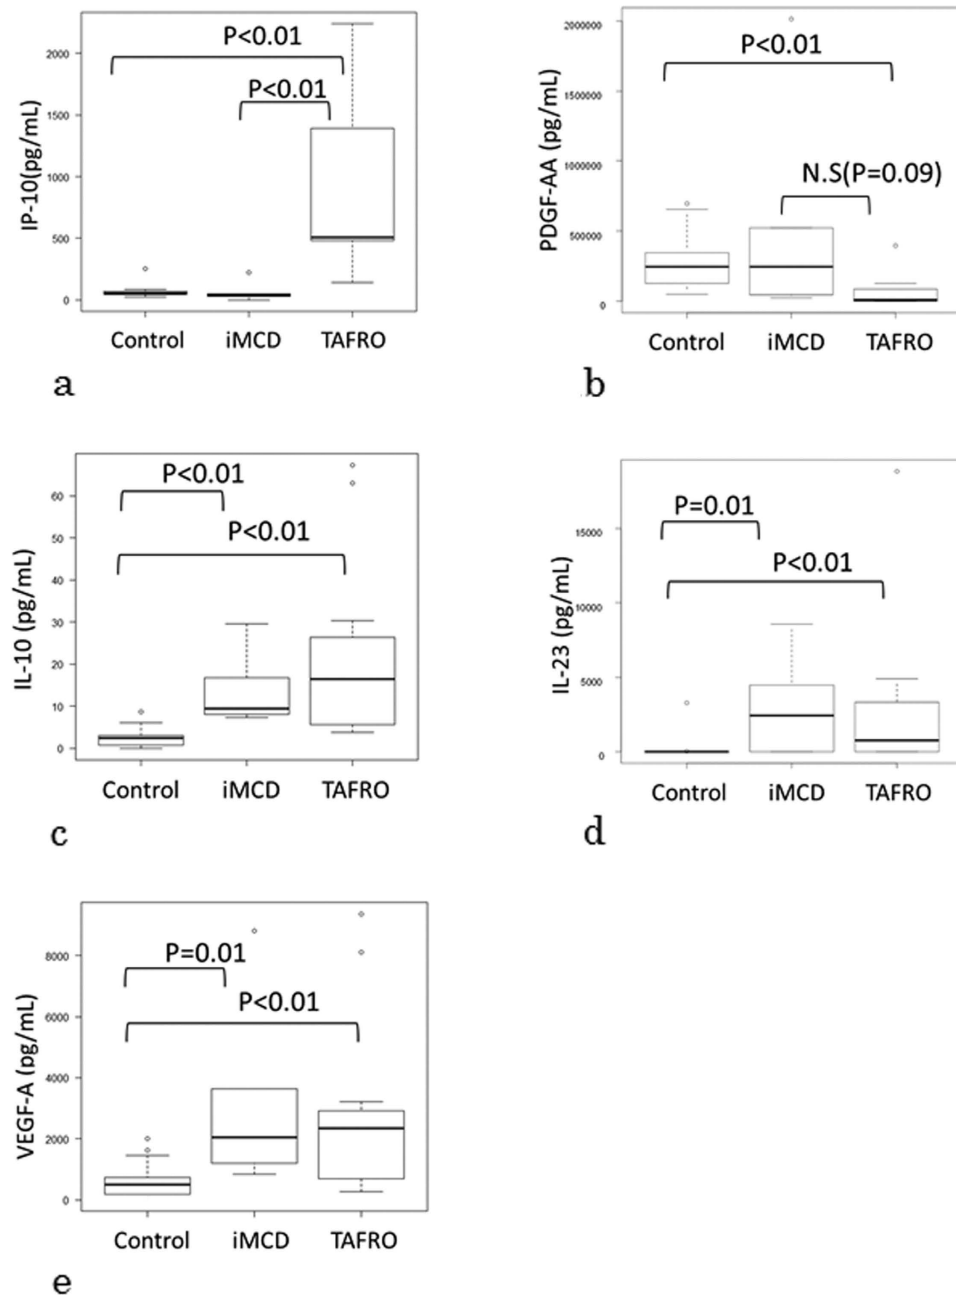 P<0.01
P<0.01
IP-10(pg/mL)
2000
1500
1000
500
0
Control iMCD TAFRO
a
P<0.01
N.S(P=0.09)
PDGF-AA (pg/mL)
2000000
1500000
1000000
500000
0
Control iMCD TAFRO
b
P<0.01
P<0.01
IL-10 (pg/mL)
60
50
40
30
20
10
0
Control iMCD TAFRO
c
P=0.01
P<0.01
IL-23 (pg/mL)
15000
10000
5000
0
Control iMCD TAFRO
d
P=0.01
P<0.01
VEGF-A (pg/mL)
8000
6000
4000
2000
0
Control iMCD TAFRO
e